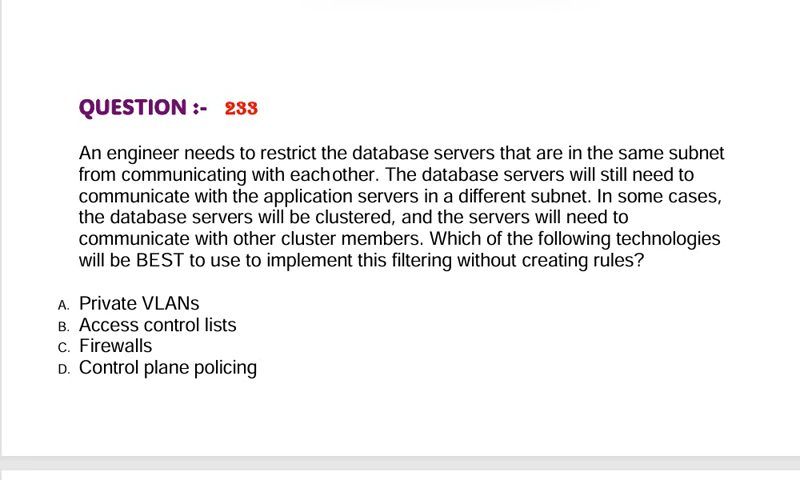 QUESTION :- 233
An engineer needs to restrict the database servers that are in the same subnet
from communicating with each other. The database servers will still need to
communicate with the application servers in a different subnet. In some cases,
the database servers will be clustered, and the servers will need to
communicate with other cluster members. Which of the following technologies
will be BEST to use to implement this filtering without creating rules?
A. Private VLANs
B. Access control lists
C. Firewalls
D. Control plane policing